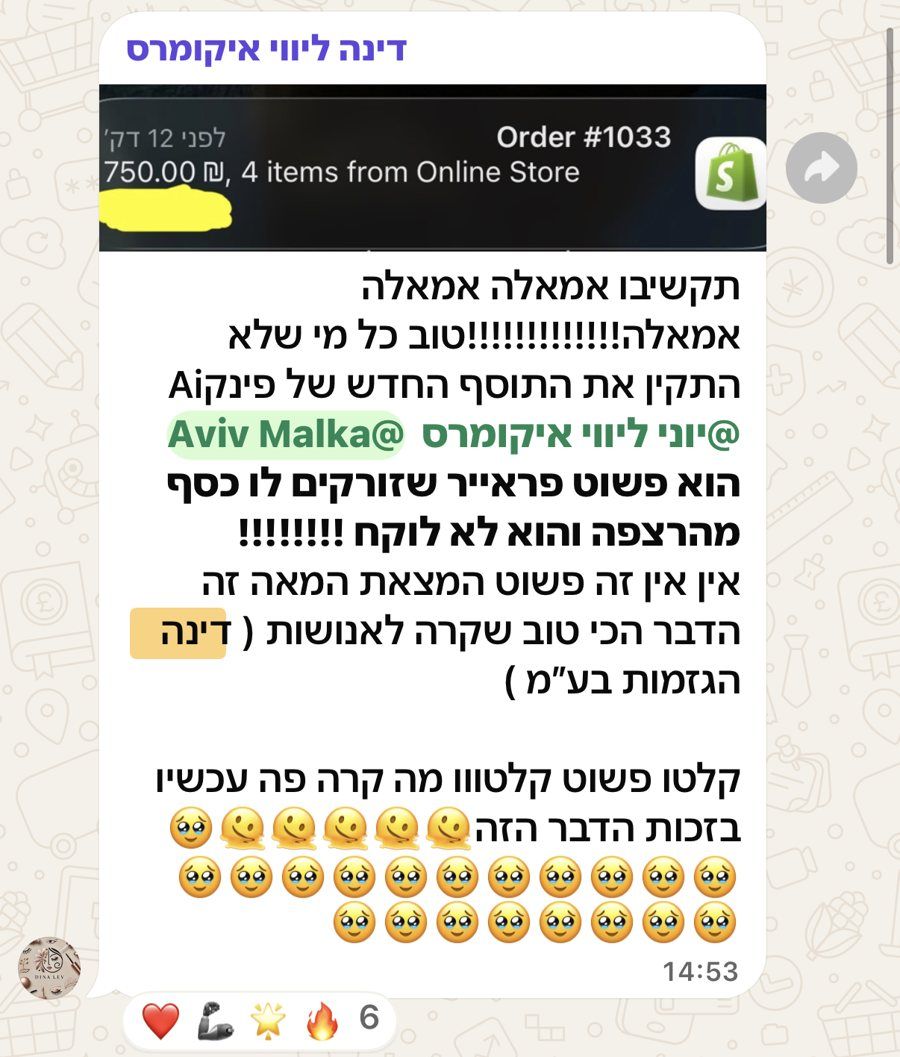 דינה ליווי איקומרס
Order #1033
לפני 12 דק׳
750.00 ₪, 4 items from Online Store
תקשיבו אמאלה אמאלה
אמאלה!!!!!!!!!!!!!טוב כל מי שלא
התקין את התוסף החדש של פינקAi
@יוני ליווי איקומרס @Aviv Malka
הוא פשוט פראייר שזורקים לו כסף
מהרצפה והוא לא לוקח !!!!!!!!
אין אין זה פשוט המצאת המאה זה
הדבר הכי טוב שקרה לאנושות ( דינה
הגזמות בע״מ )
קלטו פשוט קלטווו מה קרה פה עכשיו
בזכות הדבר הזה🫠🫠🫠🫠🫠🥹
🥹🥹🥹🥹🥹🥹🥹🥹🥹🥹🥹
🥹🥹🥹🥹🥹🥹🥹🥹
14:53
DINA LEV
❤️ 🦾 🌟 🔥 6